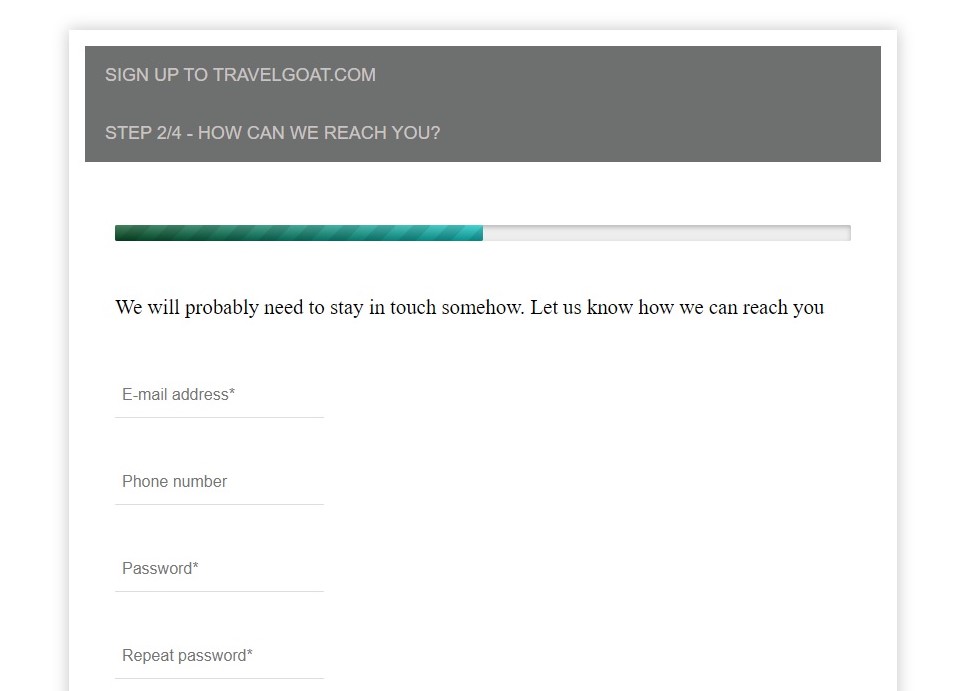 SIGN UP TO TRAVELGOAT.COM
STEP 2/4 - HOW CAN WE REACH YOU?
We will probably need to stay in touch somehow. Let us know how we can reach you
E-mail address*
Phone number
Password*
Repeat password*